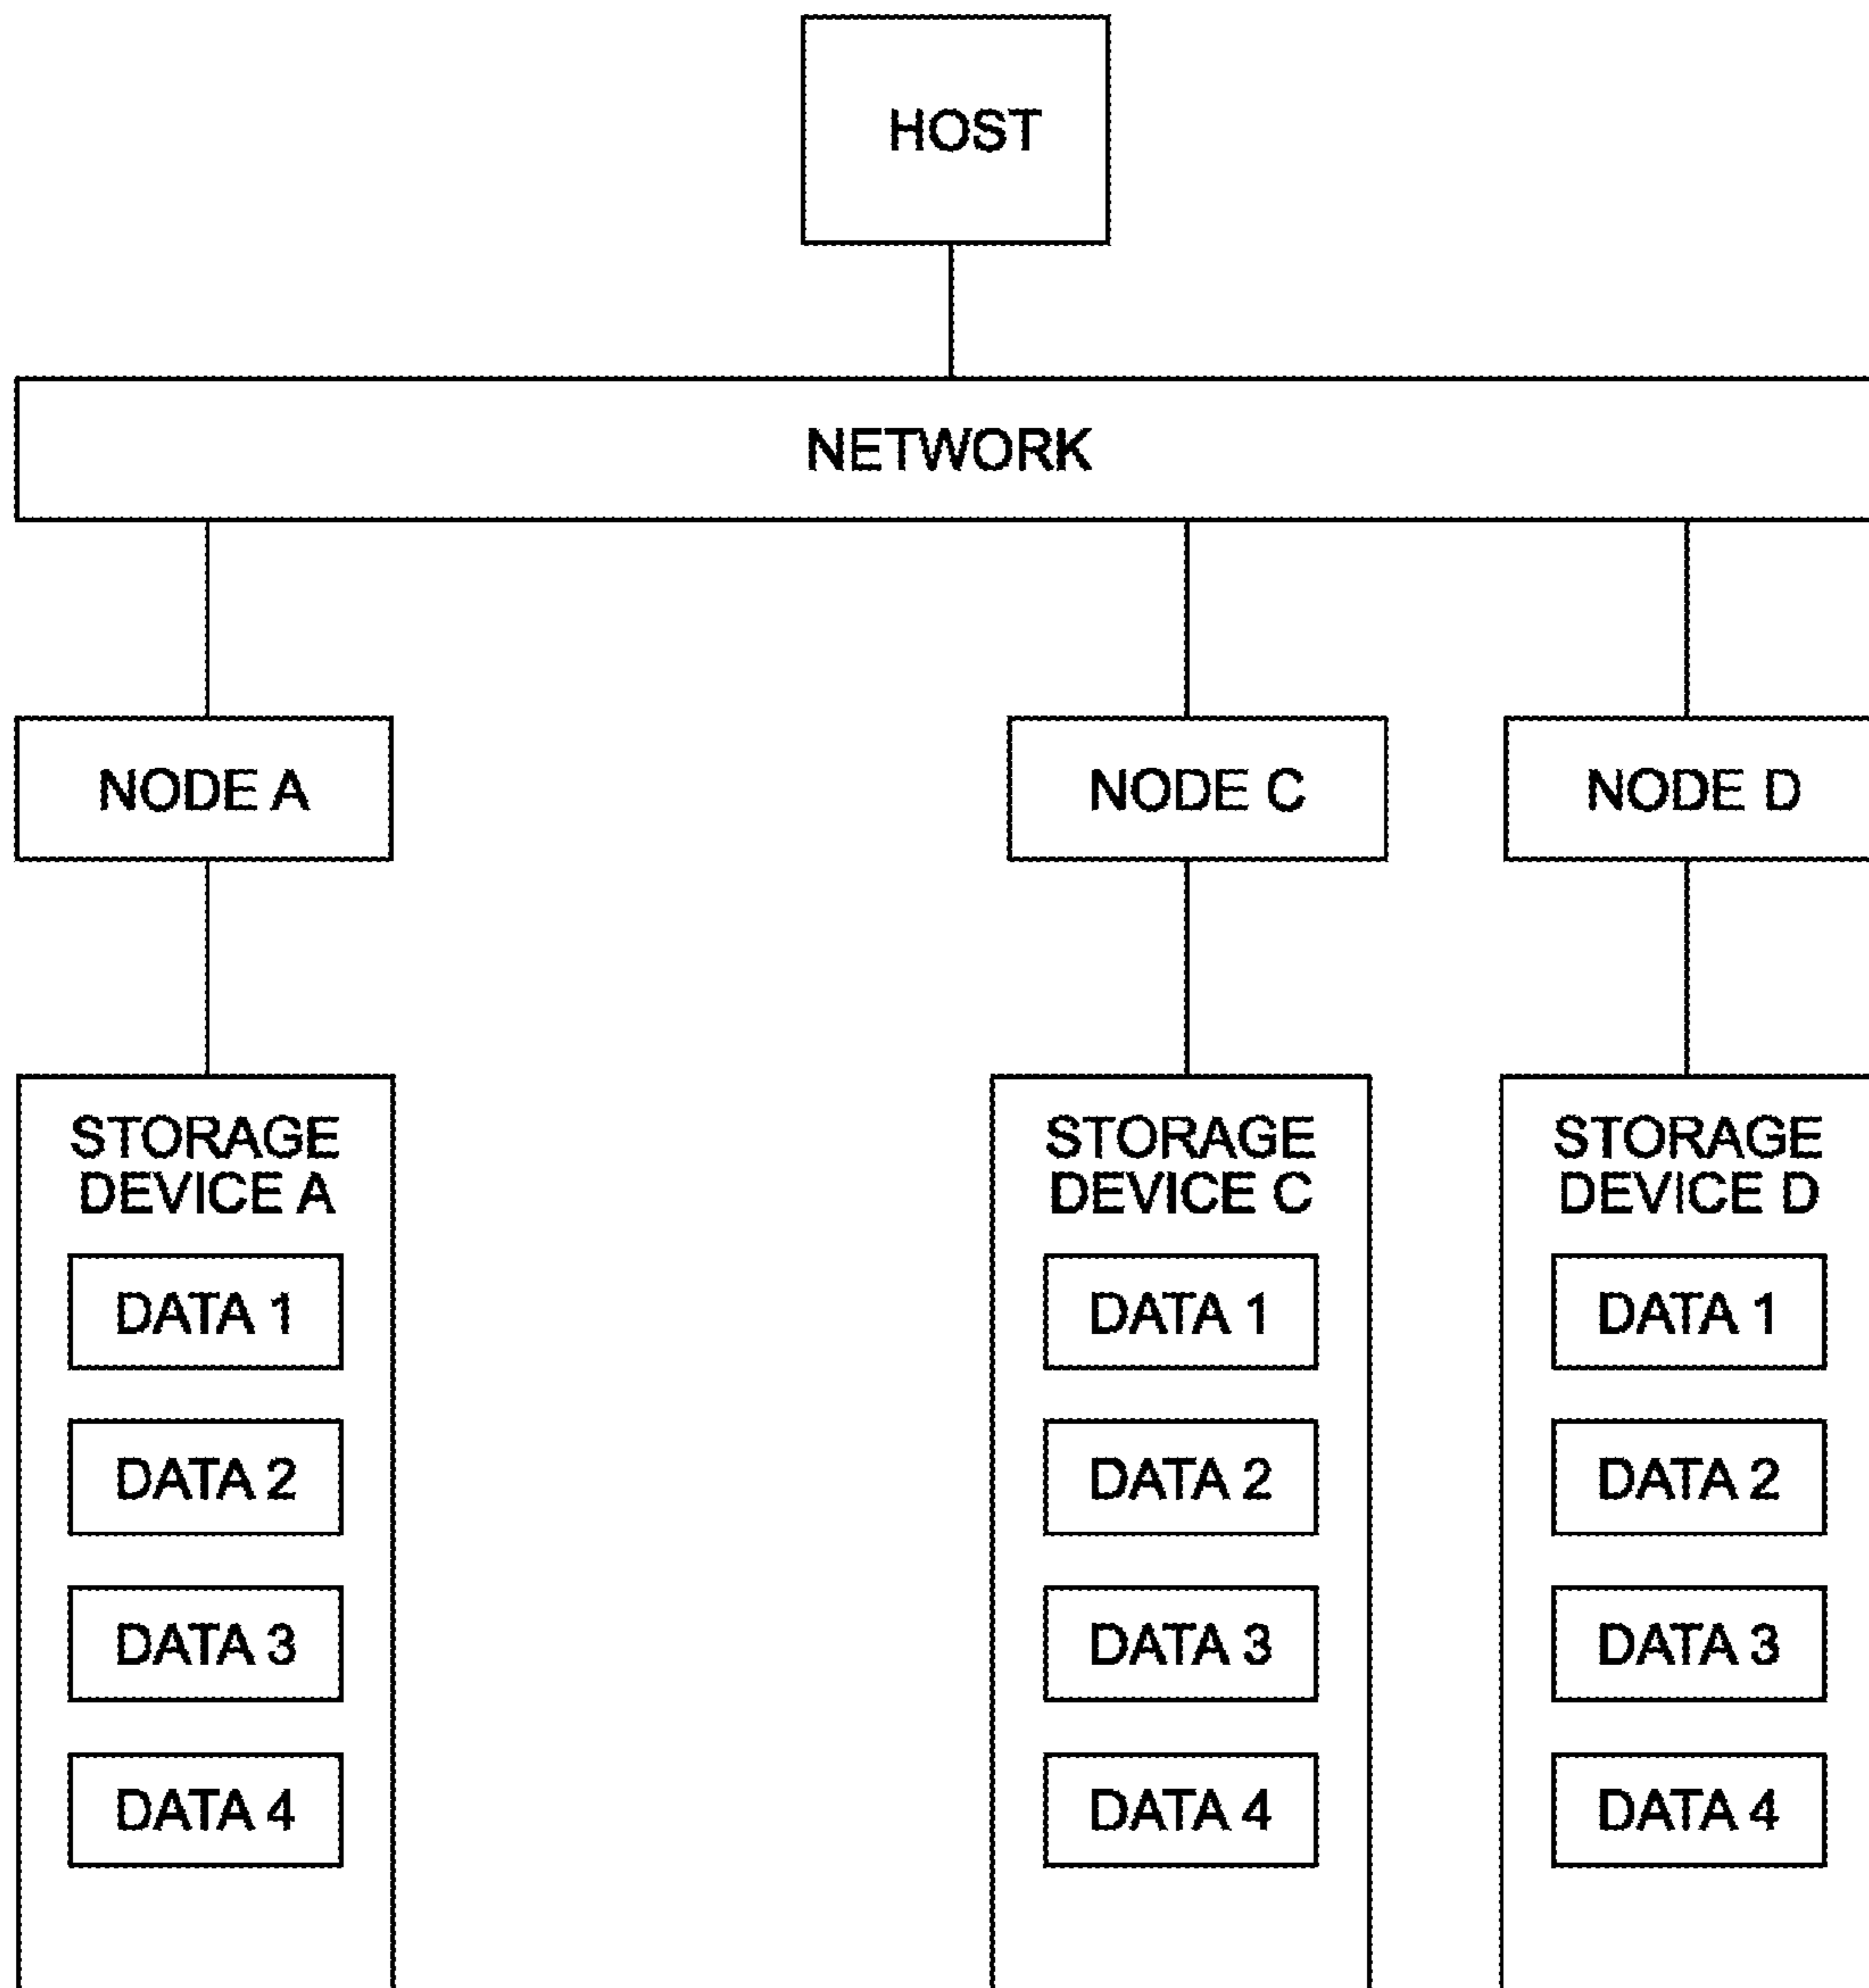 HOST
NETWORK
NODE A
NODE C
NODE D
STORAGE
DEVICE A
DATA 1
DATA 2
DATA 3
DATA 4
STORAGE
DEVICE C
DATA 1
DATA 2
DATA 3
DATA 4
STORAGE
DEVICE D
DATA 1
DATA 2
DATA 3
DATA 4